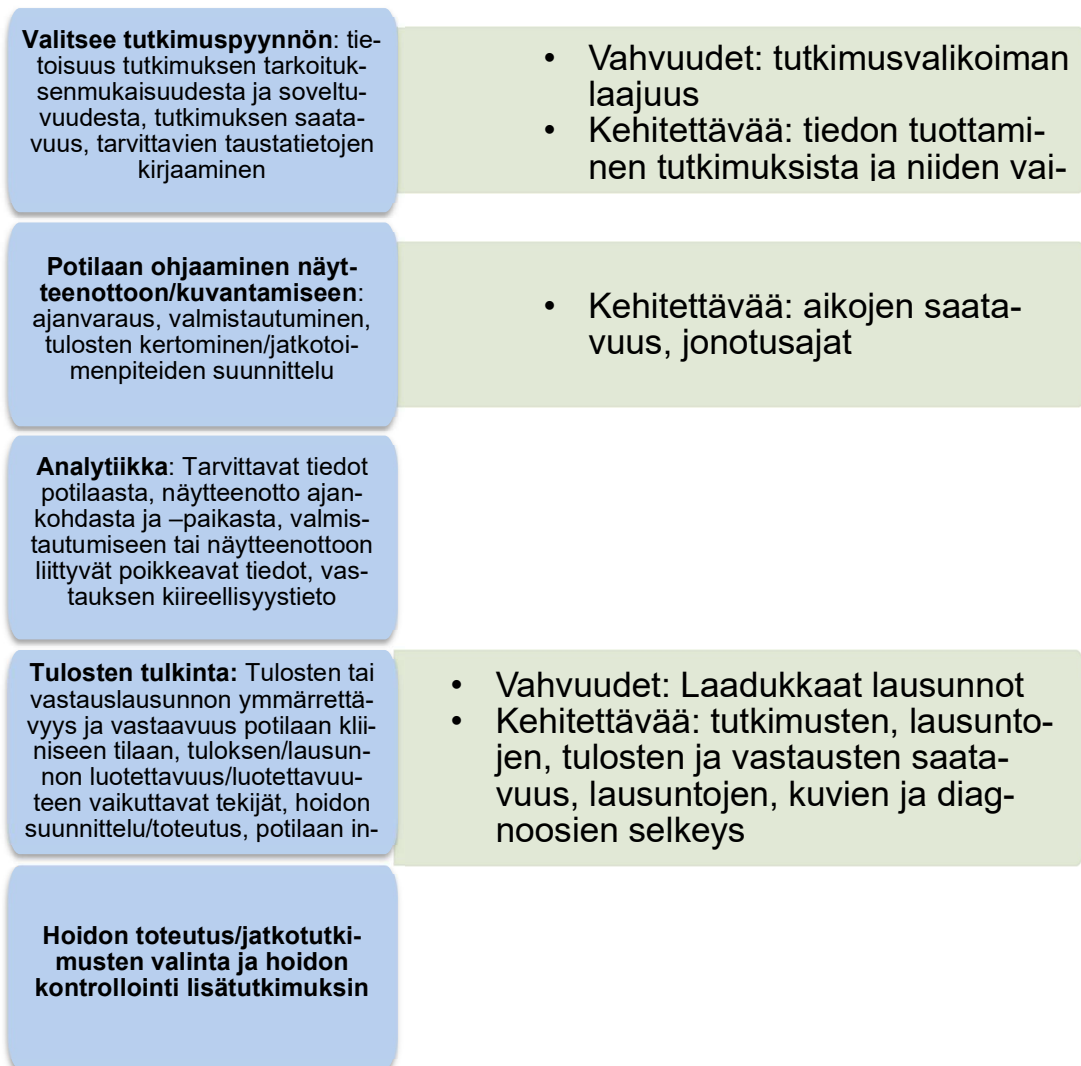 Valitsee tutkimuspyynnön: tie-
toisuus tutkimuksen tarkoituk-
senmukaisuudesta ja soveltu-
vuudesta, tutkimuksen saata-
vuus, tarvittavien taustatietojen
kirjaaminen
• Vahvuudet: tutkimusvalikoiman
laajuus
• Kehitettävää: tiedon tuottami-
nen tutkimuksista ja niiden vai-
Potilaan ohjaaminen näyt-
teenottoon/kuvantamiseen:
ajanvaraus, valmistautuminen,
tulosten kertominen/jatkotoi-
menpiteiden suunnittelu
• Kehitettävää: aikojen saata-
vuus, jonotusajat
Analytiikka: Tarvittavat tiedot
potilaasta, näytteenotto ajan-
kohdasta ja –paikasta, valmis-
tautumiseen tai näytteenottoon
liittyvät poikkeavat tiedot, vas-
tauksen kiireellisyystieto
Tulosten tulkinta: Tulosten tai
vastauslausunnon ymmärrettä-
vyys ja vastaavuus potilaan klii-
niseen tilaan, tuloksen/lausun-
non luotettavuus/luotettavuu-
teen vaikuttavat tekijät, hoidon
suunnittelu/toteutus, potilaan in-
• Vahvuudet: Laadukkaat lausunnot
• Kehitettävää: tutkimusten, lausunto-
jen, tulosten ja vastausten saata-
vuus, lausuntojen, kuvien ja diag-
noosien selkeys
Hoidon toteutus/jatkotutki-
musten valinta ja hoidon
kontrollointi lisätutkimuksin